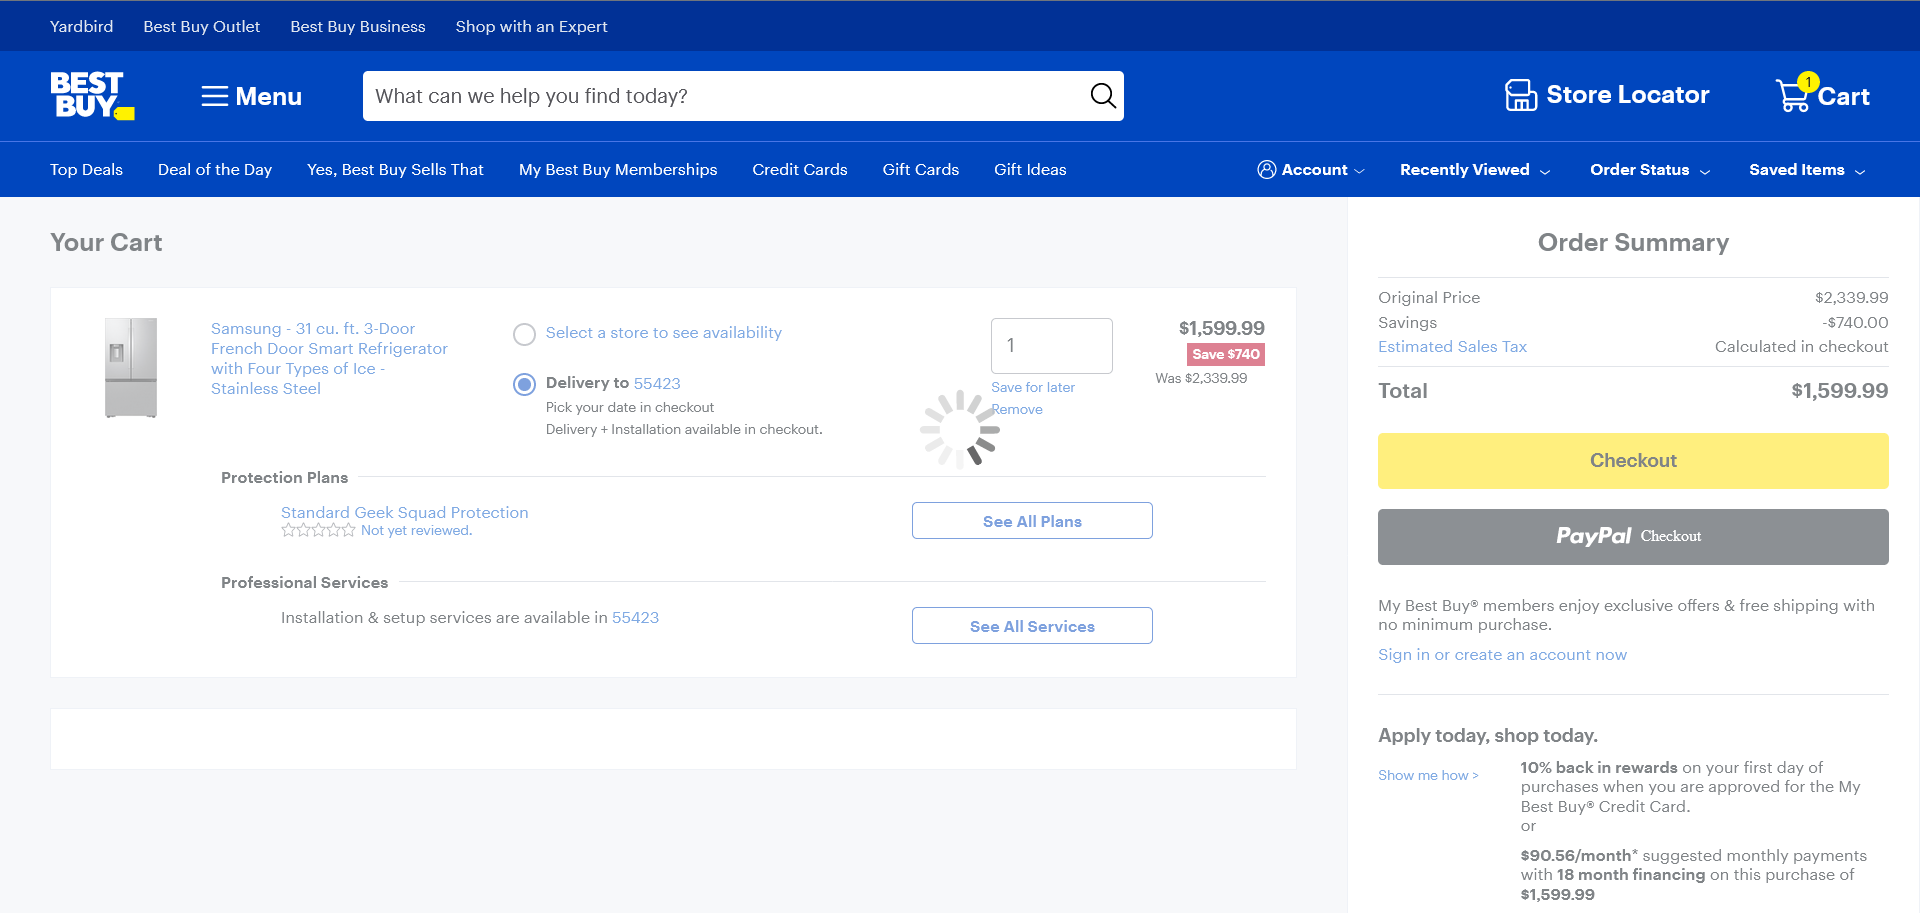 Yardbird Best Buy Outlet Best Buy Business Shop with an Expert
BEST BUY
Menu
What can we help you find today?
Store Locator
1
Cart
Top Deals Deal of the Day Yes, Best Buy Sells That My Best Buy Memberships Credit Cards Gift Cards Gift Ideas
Account Recently Viewed Order Status Saved Items
Your Cart
Samsung - 31 cu. ft. 3-Door
French Door Smart Refrigerator
with Four Types of Ice -
Stainless Steel
Select a store to see availability
Delivery to 55423
Pick your date in checkout
Delivery + Installation available in checkout.
1
Save for later
Remove
$1,599.99
Save $740
Was $2,339.99
Protection Plans
Standard Geek Squad Protection
Not yet reviewed.
See All Plans
Professional Services
Installation & setup services are available in 55423
See All Services
Order Summary
Original Price $2,339.99
Savings -$740.00
Estimated Sales Tax Calculated in checkout
Total $1,599.99
Checkout
PayPal Checkout
My Best Buy® members enjoy exclusive offers & free shipping with
no minimum purchase.
Sign in or create an account now
Apply today, shop today.
Show me how >
10% back in rewards on your first day of
purchases when you are approved for the My
Best Buy® Credit Card.
or
$90.56/month* suggested monthly payments
with 18 month financing on this purchase of
$1,599.99